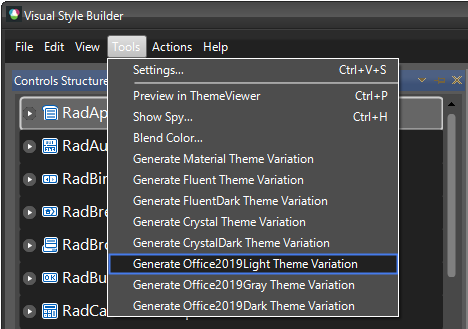 Visual Style Builder
File Edit View Tools Actions Help
Controls Structure
Settings... Ctrl+V+S
Preview in ThemeViewer Ctrl+P
Show Spy... Ctrl+H
Blend Color...
Generate Material Theme Variation
Generate Fluent Theme Variation
Generate FluentDark Theme Variation
Generate Crystal Theme Variation
Generate CrystalDark Theme Variation
Generate Office2019Light Theme Variation
Generate Office2019Gray Theme Variation
Generate Office2019Dark Theme Variation
RadAp
RadAu
RadBin
RadBre
RadBro
RadBu
RadCa